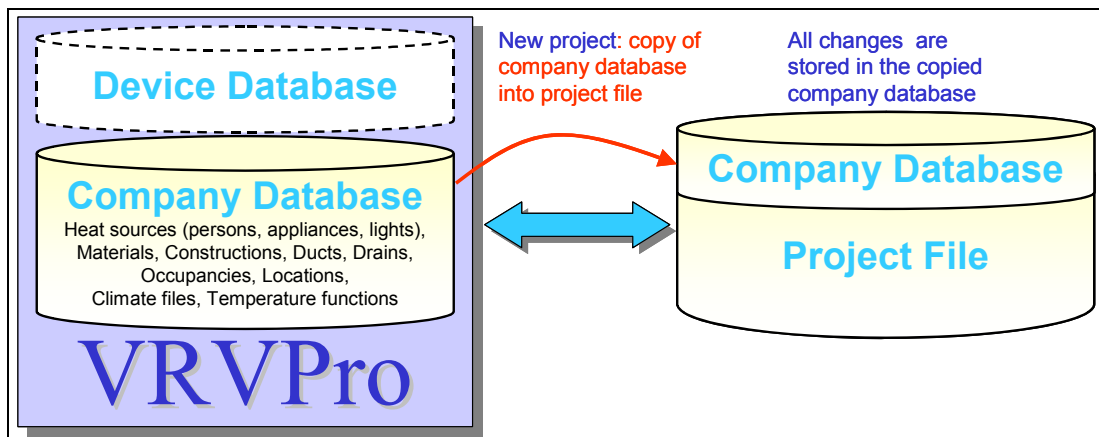 Device Database
Company Database
Heat sources (persons, appliances, lights),
Materials, Constructions, Ducts, Drains,
Occupancies, Locations,
Climate files, Temperature functions
VRVPro
New project: copy of
company database
into project file
All changes are
stored in the copied
company database
Company Database
Project File